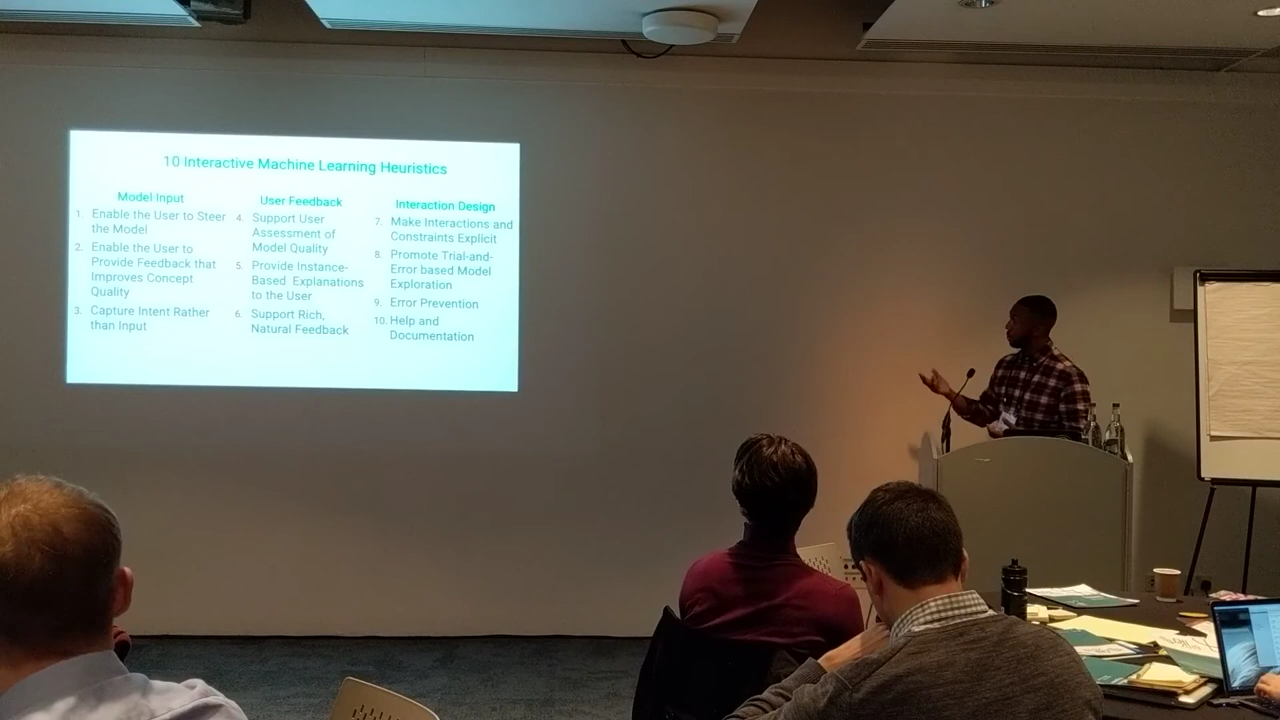 10 Interactive Machine Learning Heuristics
Model Input
1. Enable the User to Steer
the Model
2. Enable the User to
Provide Feedback that
Improves Concept
Quality
3. Capture Intent Rather
than Input
User Feedback
4. Support User
Assessment of
Model Quality
5. Provide Instance-
Based Explanations
to the User
6. Support Rich,
Natural Feedback
Interaction Design
7. Make Interactions and
Constraints Explicit
8. Promote Trial-and-
Error based Model
Exploration
9. Error Prevention
10. Help and
Documentation